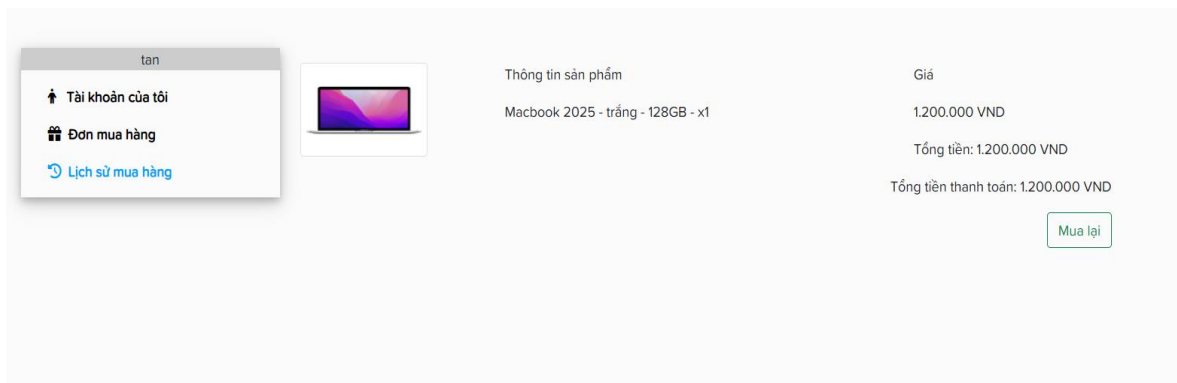 tan
Tài khoản của tôi
Đơn mua hàng
Lịch sử mua hàng
Thông tin sản phẩm
Giá
Macbook 2025 - trắng - 128GB - x1
1.200.000 VND
Tổng tiền: 1.200.000 VND
Tổng tiền thanh toán: 1.200.000 VND
Mua lại